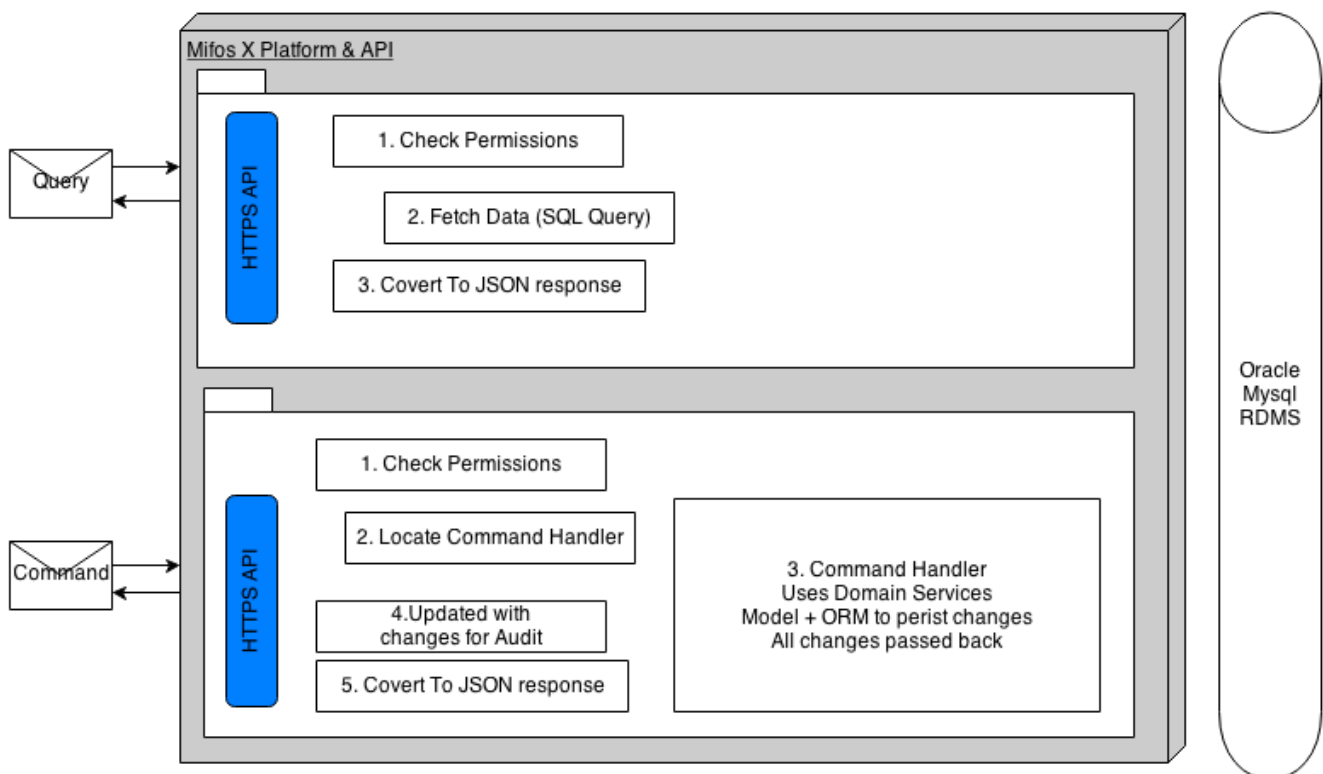 Mifos X Platform & API
Query
HTTPS API
1. Check Permissions
2. Fetch Data (SQL Query)
3. Covert To JSON response
Command
HTTPS API
1. Check Permissions
2. Locate Command Handler
3. Command Handler
Uses Domain Services
Model + ORM to perist changes
All changes passed back
4.Updated with
changes for Audit
5. Covert To JSON response
Oracle
Mysql
RDMS